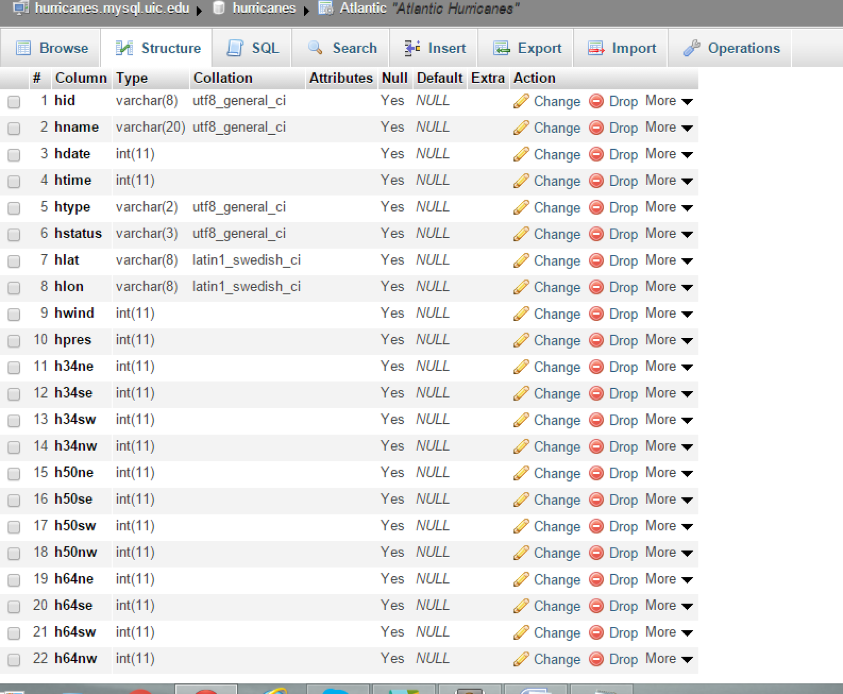 hurricanes.mysql.uic.edu hurricanes Atlantic "Atlantic Hurricanes"
Browse Structure SQL Search Insert Export Import Operations
# Column Type Collation Attributes Null Default Extra Action
1 hid varchar(8) utf8_general_ci Yes NULL Change Drop More
2 hname varchar(20) utf8_general_ci Yes NULL Change Drop More
3 hdate int(11) Yes NULL Change Drop More
4 htime int(11) Yes NULL Change Drop More
5 htype varchar(2) utf8_general_ci Yes NULL Change Drop More
6 hstatus varchar(3) utf8_general_ci Yes NULL Change Drop More
7 hlat varchar(8) latin1_swedish_ci Yes NULL Change Drop More
8 hlon varchar(8) latin1_swedish_ci Yes NULL Change Drop More
9 hwind int(11) Yes NULL Change Drop More
10 hpres int(11) Yes NULL Change Drop More
11 h34ne int(11) Yes NULL Change Drop More
12 h34se int(11) Yes NULL Change Drop More
13 h34sw int(11) Yes NULL Change Drop More
14 h34nw int(11) Yes NULL Change Drop More
15 h50ne int(11) Yes NULL Change Drop More
16 h50se int(11) Yes NULL Change Drop More
17 h50sw int(11) Yes NULL Change Drop More
18 h50nw int(11) Yes NULL Change Drop More
19 h64ne int(11) Yes NULL Change Drop More
20 h64se int(11) Yes NULL Change Drop More
21 h64sw int(11) Yes NULL Change Drop More
22 h64nw int(11) Yes NULL Change Drop More